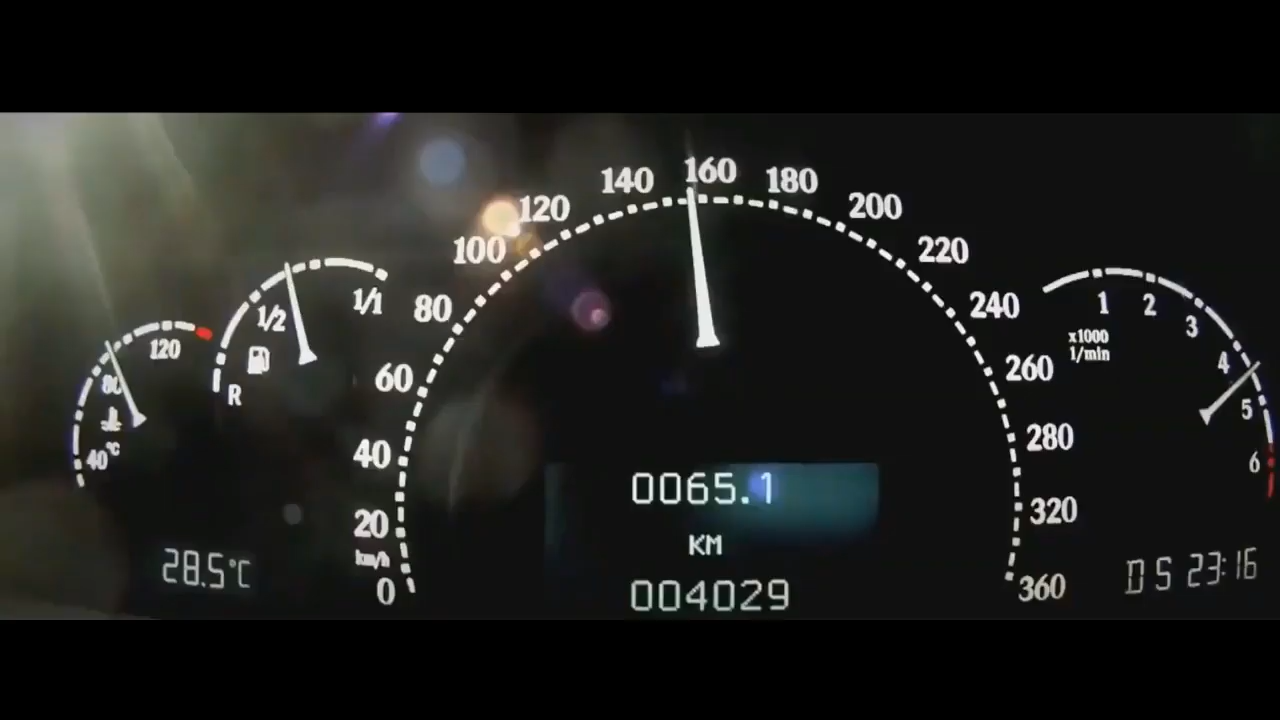 140 160 180
120 200
100 220
80 240
60 260
40 280
20 320
km/h
0 360
1/2 1/1
R
120
80
40 °C
1 2 3 4 5 6
x1000
1/min
0065.1
KM
004029
28.5°C
D S 23:16